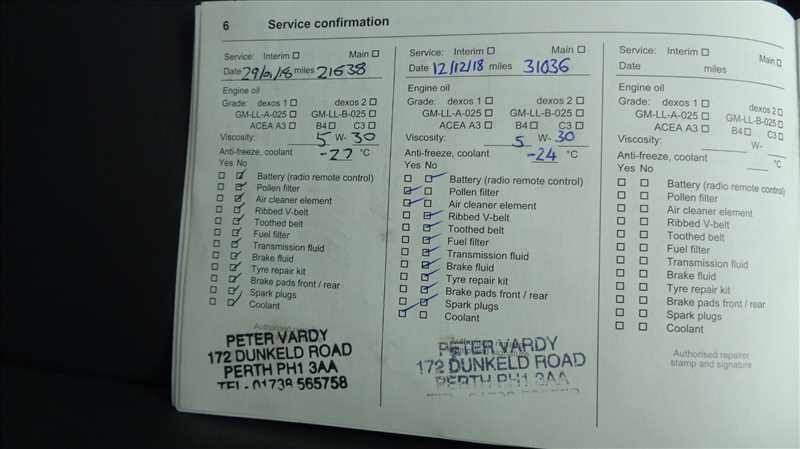 6 Service confirmation
Service: Interim Main
Date 29/01/18 miles 21638
Engine oil
Grade: dexos 1 dexos 2
GM-LL-A-025 GM-LL-B-025
ACEA A3 B4 C3
Viscosity: 5 W- 30
Anti-freeze, coolant -27 °C
Yes No
Battery (radio remote control)
Pollen filter
Air cleaner element
Ribbed V-belt
Toothed belt
Fuel filter
Transmission fluid
Brake fluid
Tyre repair kit
Brake pads front / rear
Spark plugs
Coolant
PETER VARDY
172 DUNKELD ROAD
PERTH PH1 3AA
TEL - 01738 565758
Service: Interim Main
Date 12/12/18 miles 31036
Engine oil
Grade: dexos 1 dexos 2
GM-LL-A-025 GM-LL-B-025
ACEA A3 B4 C3
Viscosity: 5 W- 30
Anti-freeze, coolant -24 °C
Yes No
Battery (radio remote control)
Pollen filter
Air cleaner element
Ribbed V-belt
Toothed belt
Fuel filter
Transmission fluid
Brake fluid
Tyre repair kit
Brake pads front / rear
Spark plugs
Coolant
PETER VARDY
172 DUNKELD ROAD
PERTH PH1 3AA
Service: Interim Main
Date miles
Engine oil
Grade: dexos 1 dexos 2
GM-LL-A-025 GM-LL-B-025
ACEA A3 B4 C3
Viscosity: W-
Anti-freeze, coolant °C
Yes No
Battery (radio remote control)
Pollen filter
Air cleaner element
Ribbed V-belt
Toothed belt
Fuel filter
Transmission fluid
Brake fluid
Tyre repair kit
Brake pads front / rear
Spark plugs
Coolant
Authorised repairer
stamp and signature